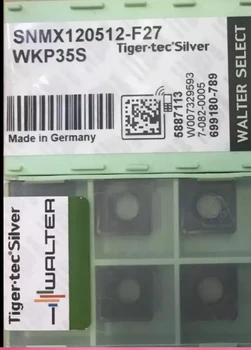 SNMX120512-F27
Tiger·tec®Silver
WKP35S
Made in Germany
5887113
W007329593
7-082-0005
699180-789
WALTER SELECT
Tiger·tec®Silver
WALTER